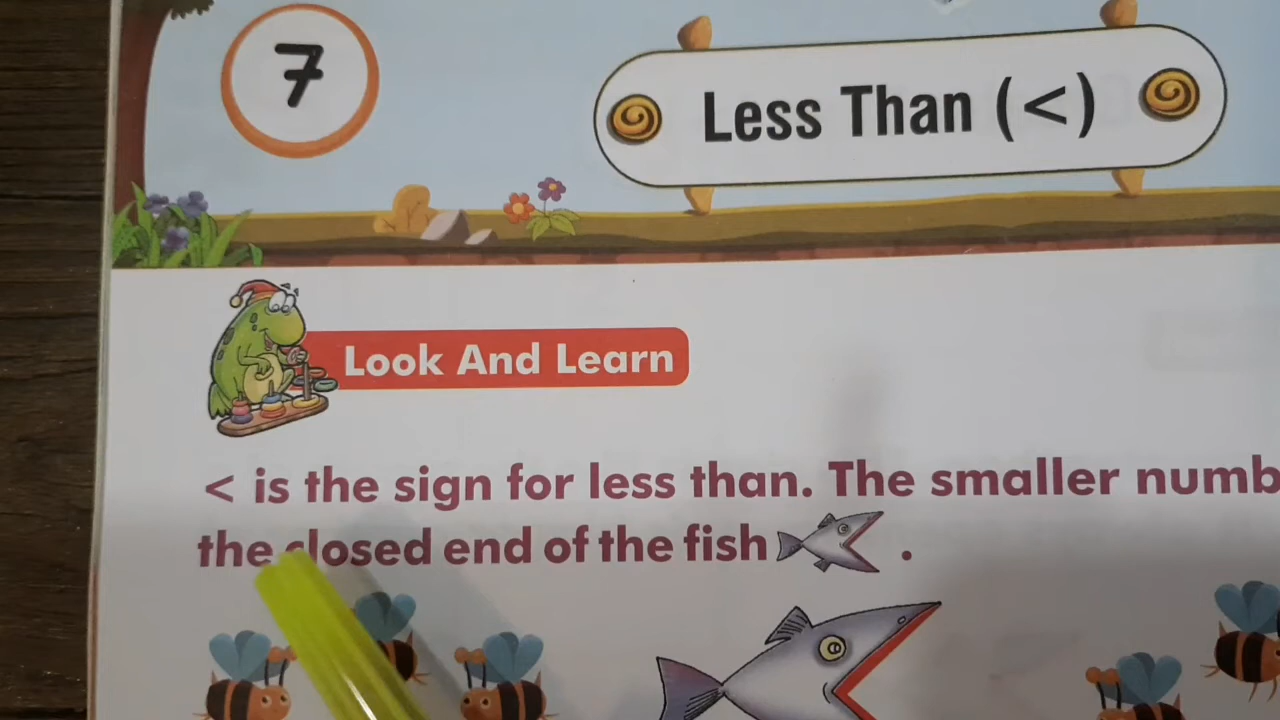 7
Less Than (<)
Look And Learn
< is the sign for less than. The smaller numb
the closed end of the fish .